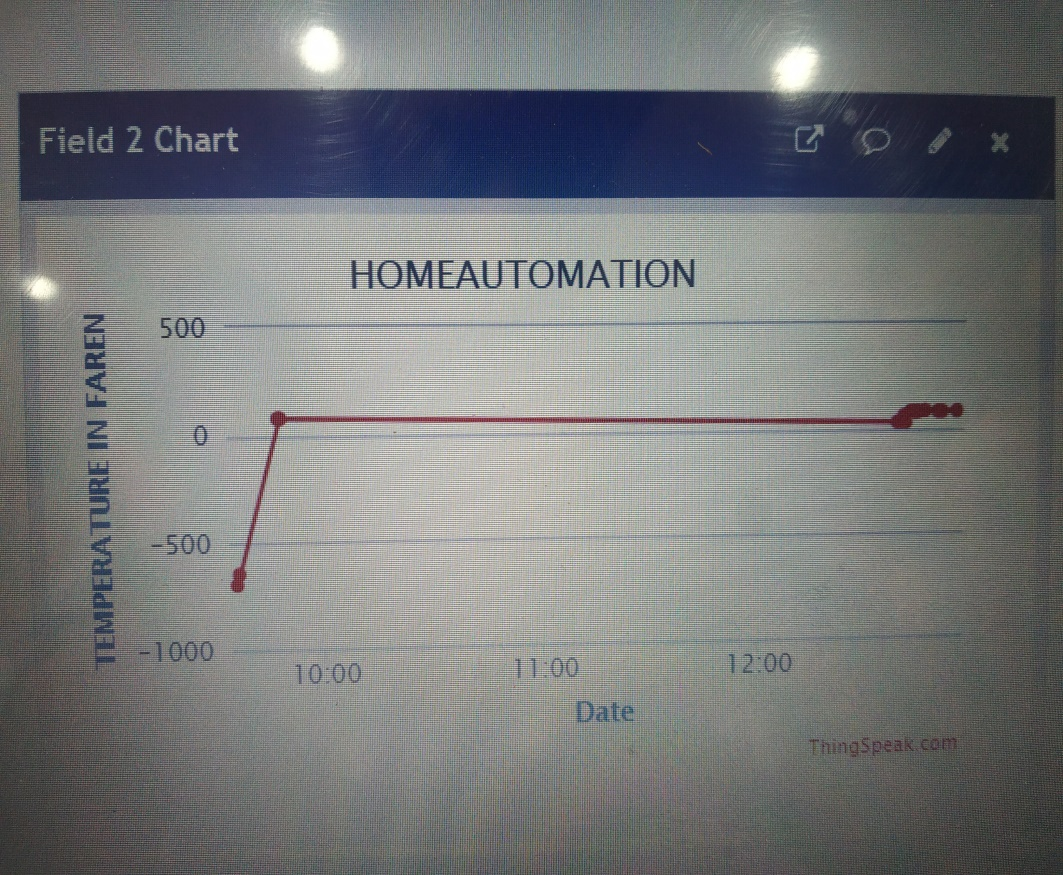 Field 2 Chart
HOMEAUTOMATION
TEMPERATURE IN FAREN
500
0
-500
-1000
10:00
11:00
12:00
Date
ThingSpeak.com